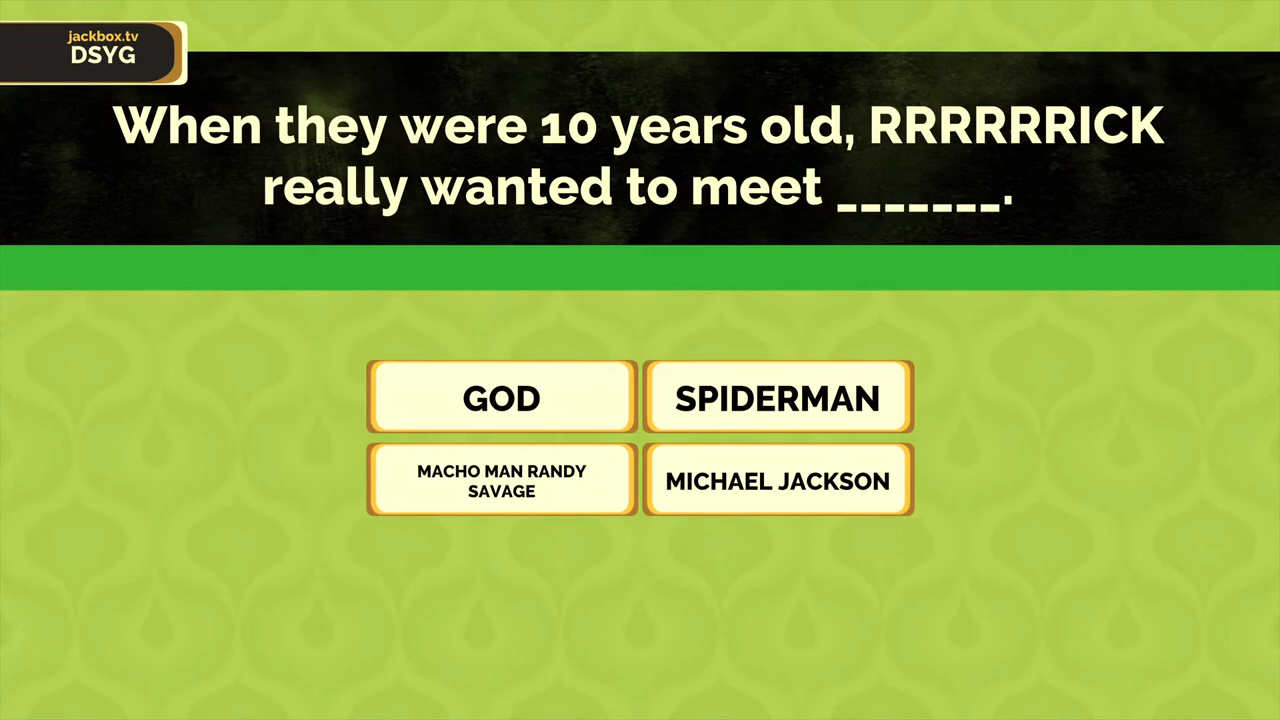 jackbox.tv
DSYG
When they were 10 years old, RRRRRRRICK
really wanted to meet _______.
GOD
SPIDERMAN
MACHO MAN RANDY
SAVAGE
MICHAEL JACKSON